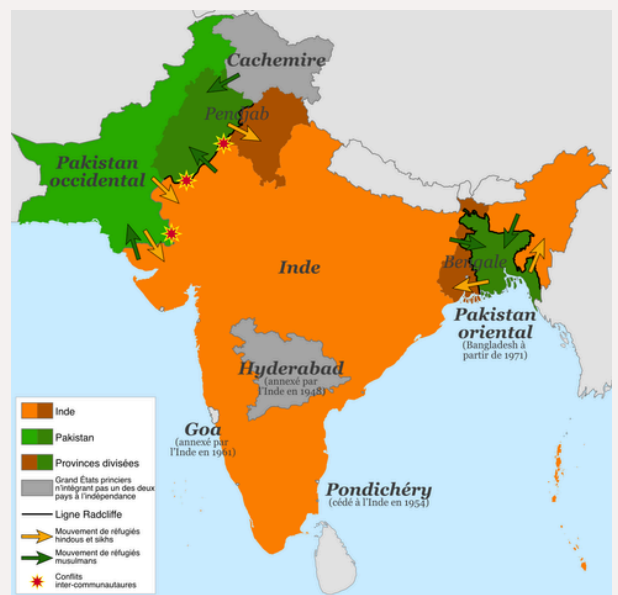 Cachemire
Pendjab
Pakistan
occidental
Inde
Bengale
Pakistan
oriental
(Bangladesh à
partir de 1971)
Hyderabad
(annexé par
l'Inde en 1948)
Goa
(annexé par
l'Inde en 1961)
Pondichéry
(cédé à l'Inde en 1954)
Inde
Pakistan
Provinces divisées
Grand États princiers
n'intégrant pas un des deux
pays à l'indépendance
Ligne Radcliffe
Mouvement de réfugiés
hindous et sikhs
Mouvement de réfugiés
musulmans
Conflits
inter-communautaires